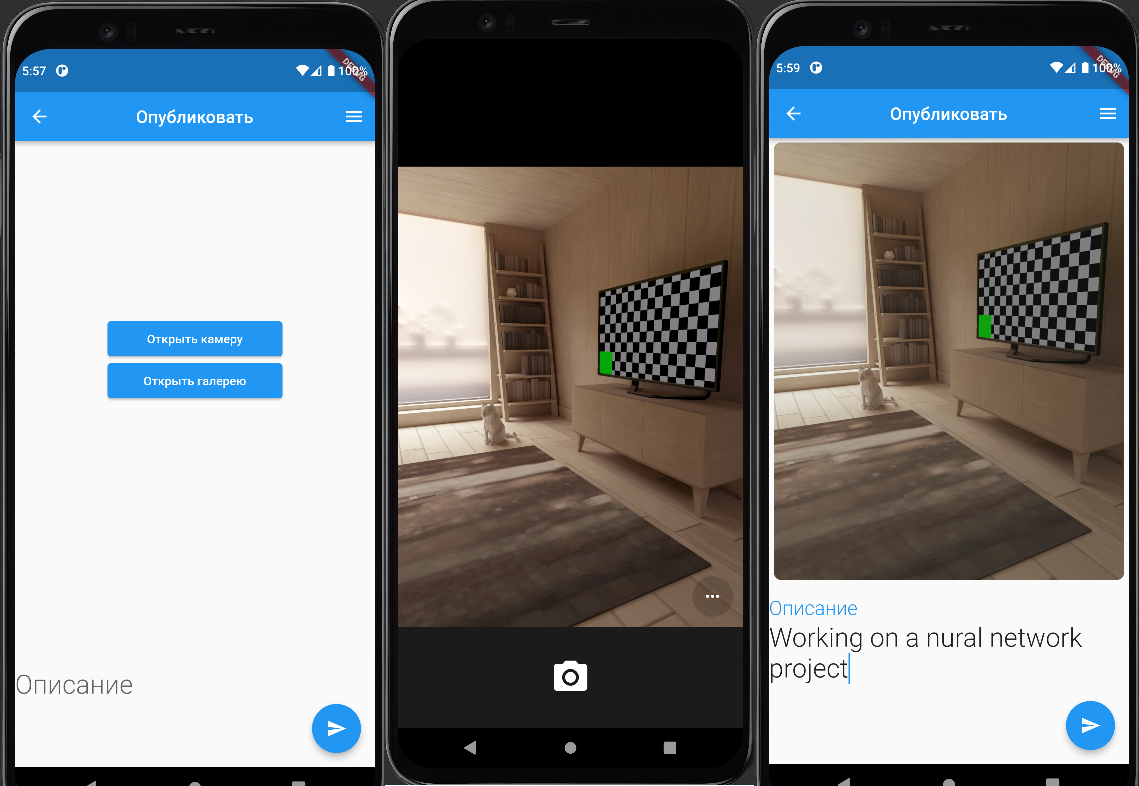 5:57
100%
DEBUG
Опубликовать
Открыть камеру
Открыть галерею
Описание
5:59
100%
DEBUG
Опубликовать
Описание
Working on a nural network
project